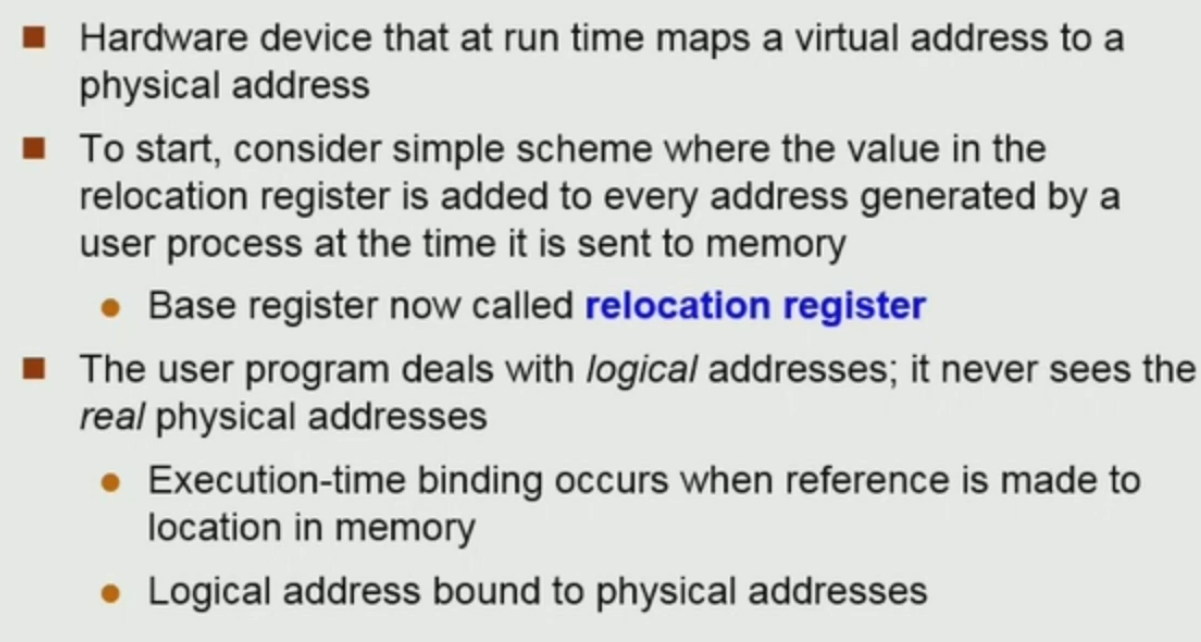 Hardware device that at run time maps a virtual address to a
physical address
To start, consider simple scheme where the value in the
relocation register is added to every address generated by a
user process at the time it is sent to memory
Base register now called relocation register
The user program deals with logical addresses; it never sees the
real physical addresses
Execution-time binding occurs when reference is made to
location in memory
Logical address bound to physical addresses